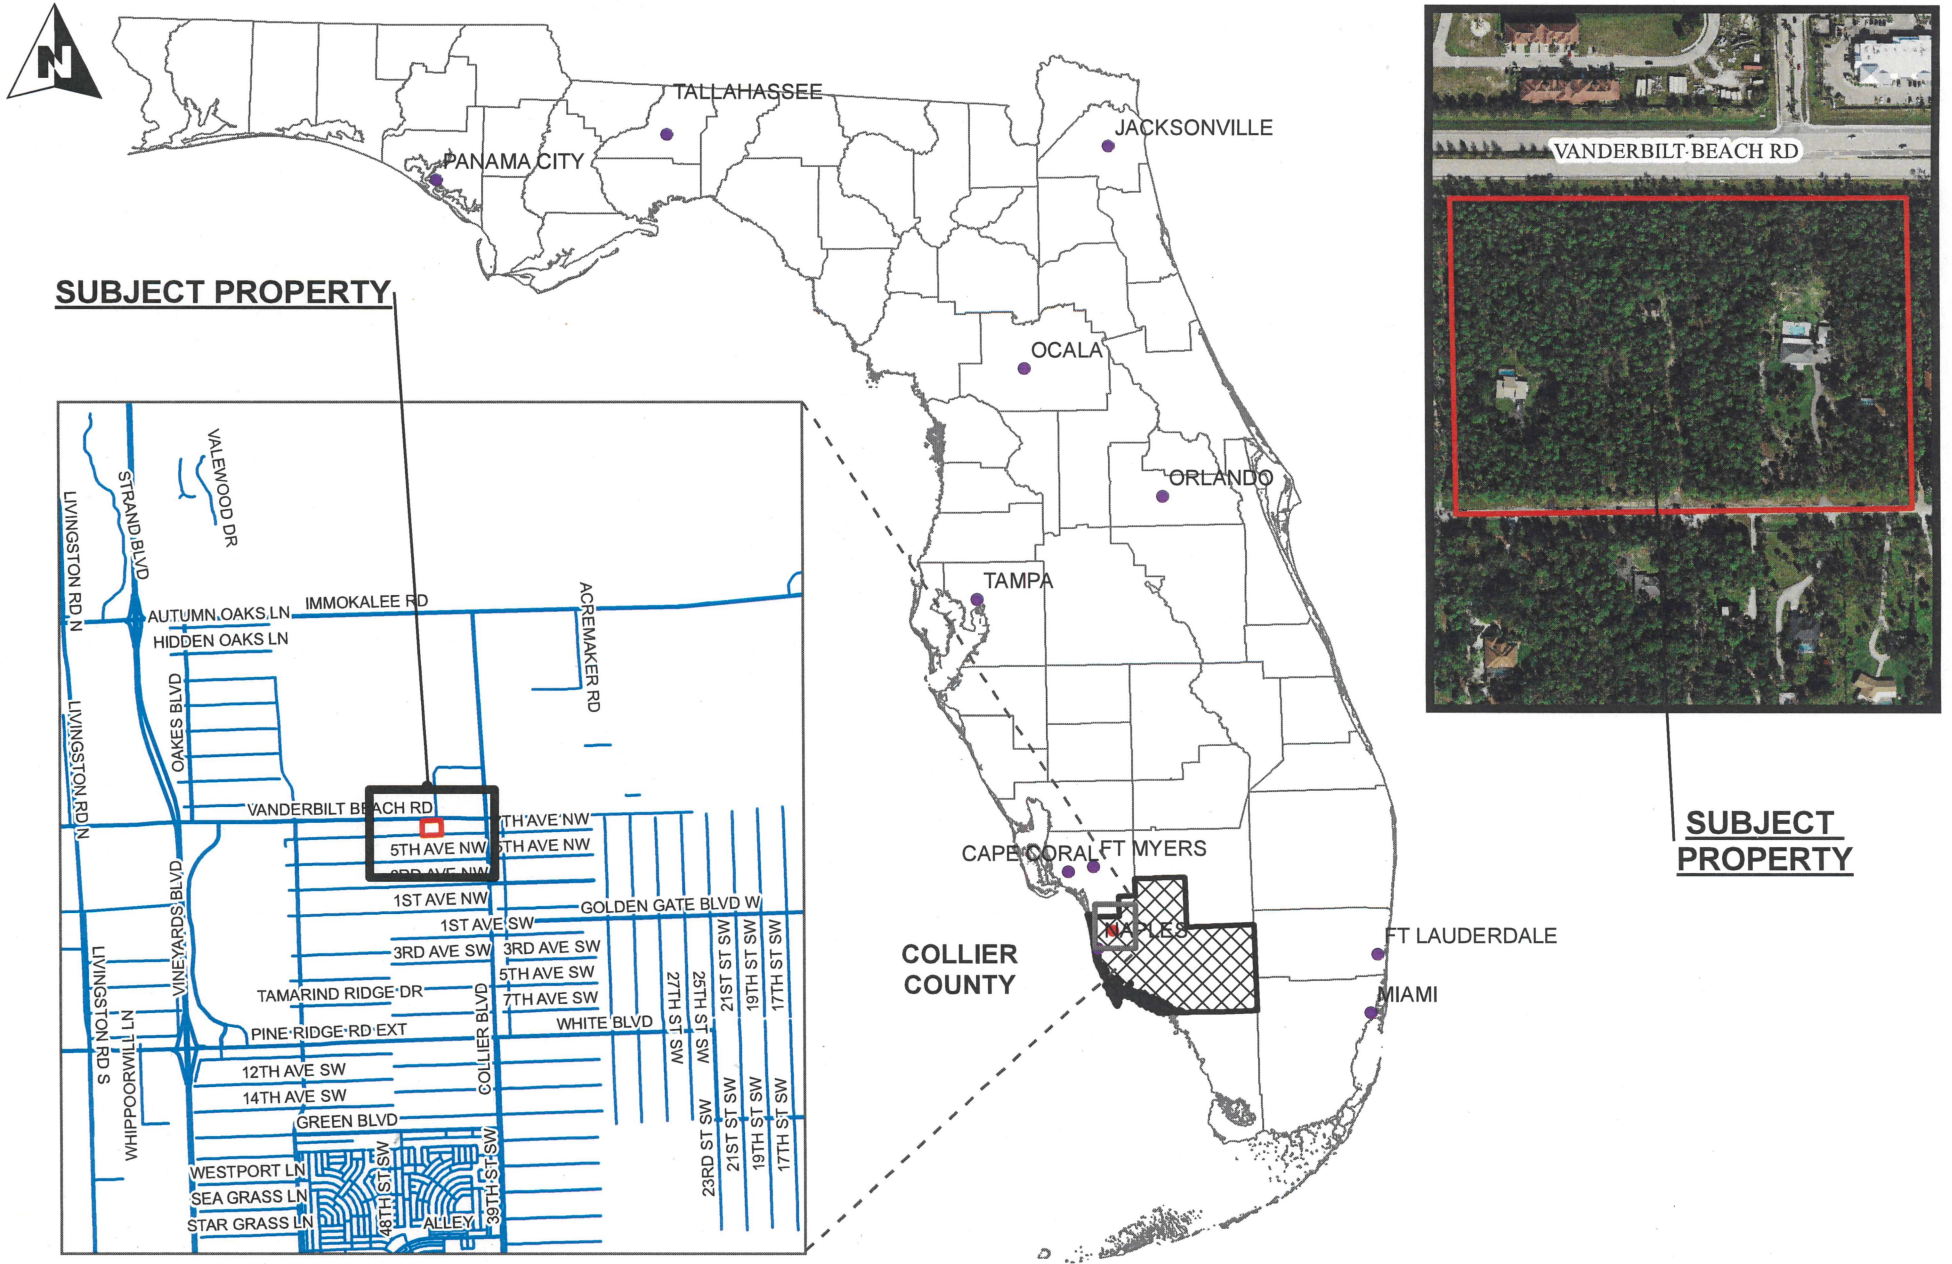 N
TALLAHASSEE
JACKSONVILLE
PANAMA CITY
OCALA
ORLANDO
TAMPA
CAPE CORAL
FT MYERS
NAPLES
COLLIER
COUNTY
FT LAUDERDALE
MIAMI
SUBJECT PROPERTY
VALEWOOD DR
STRAND BLVD
LIVINGSTON RD N
AUTUMN OAKS LN
IMMOKALEE RD
HIDDEN OAKS LN
ACREMAKER RD
OAKES BLVD
LIVINGSTON RD N
VANDERBILT BEACH RD
7TH AVE NW
5TH AVE NW
5TH AVE NW
3RD AVE NW
1ST AVE NW
GOLDEN GATE BLVD W
1ST AVE SW
3RD AVE SW
3RD AVE SW
5TH AVE SW
7TH AVE SW
VINEYARDS BLVD
LIVINGSTON RD S
WHIPPOORWILL LN
TAMARIND RIDGE DR
COLLIER BLVD
PINE RIDGE RD EXT
WHITE BLVD
27TH ST SW
25TH ST SW
21ST ST SW
19TH ST SW
17TH ST SW
12TH AVE SW
14TH AVE SW
GREEN BLVD
23RD ST SW
21ST ST SW
19TH ST SW
17TH ST SW
WESTPORT LN
SEA GRASS LN
STAR GRASS LN
48TH ST SW
ALLEY
39TH ST SW
VANDERBILT BEACH RD
SUBJECT
PROPERTY